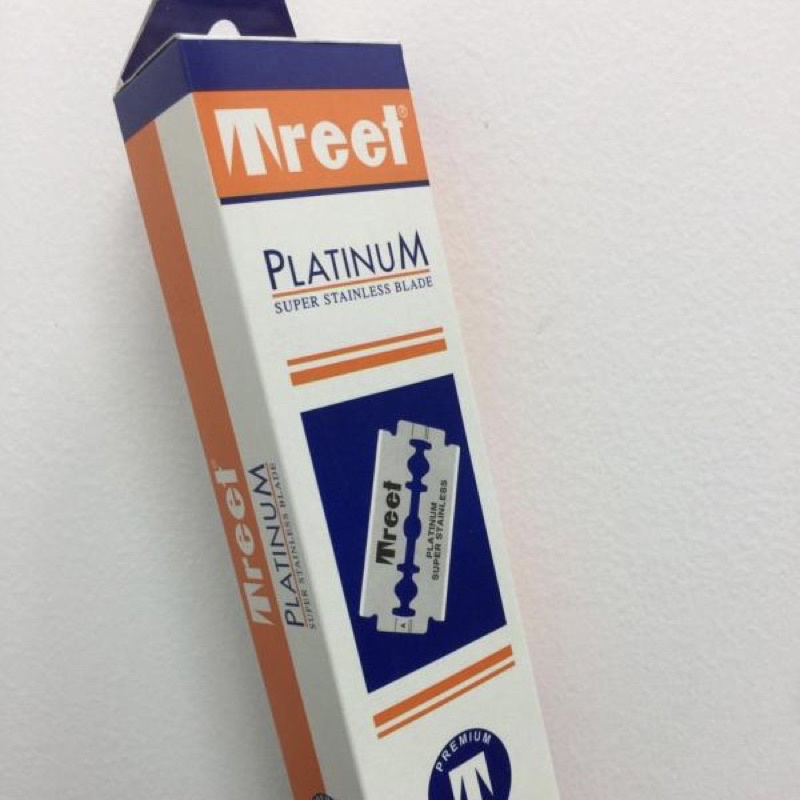 Treet®
PLATINUM
SUPER STAINLESS BLADE
Treet
PLATINUM
SUPER STAINLESS
A
PREMIUM
Treet
PLATINUM
SUPER STAINLESS BLADE